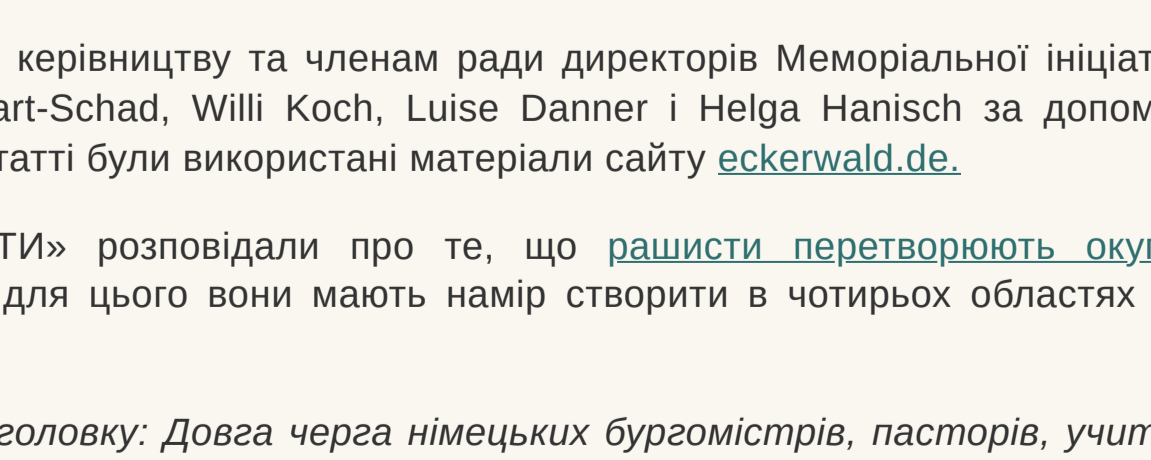 керівництву та членам ради директорів Меморіальної ініціат
art-Schad, Willi Koch, Luise Danner і Helga Hanisch за допом
татті були використані матеріали сайту eckerwald.de.
ТИ» розповідали про те, що рашисти перетворюють окуп
для цього вони мають намір створити в чотирьох областях
головку: Довга черга німецьких бургомістрів, пасторів, учит